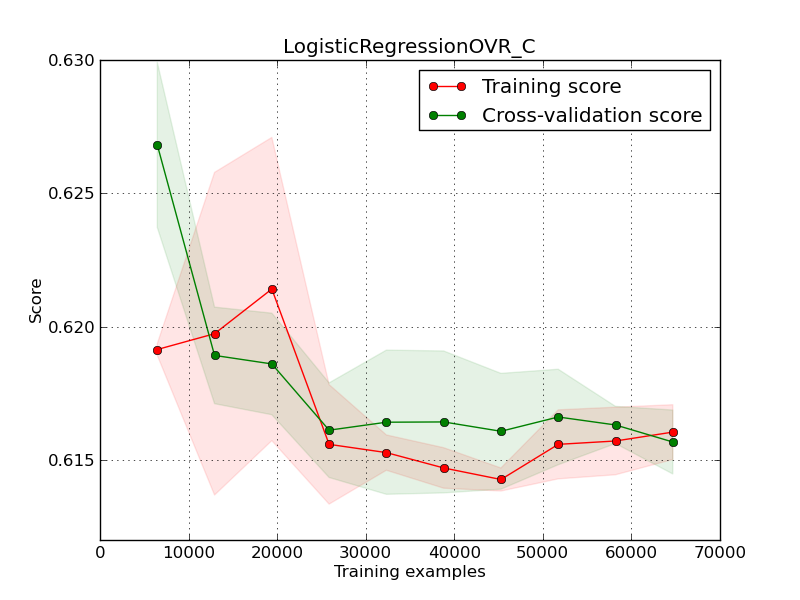 LogisticRegressionOVR_C
Training score
Cross-validation score
0.630
0.625
0.620
0.615
Score
0 10000 20000 30000 40000 50000 60000 70000
Training examples